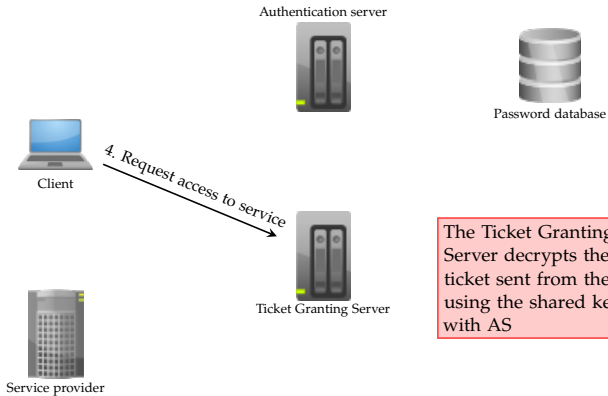 Authentication server
Password database
4. Request access to service
Client
The Ticket Granting
Server decrypts the
ticket sent from the
using the shared
with AS
Ticket Granting Server
Service provider